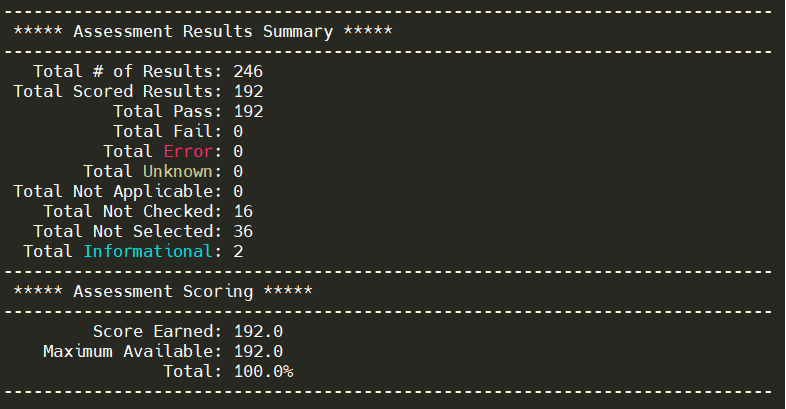 ***** Assessment Results Summary *****
Total # of Results: 246
Total Scored Results: 192
Total Pass: 192
Total Fail: 0
Total Error: 0
Total Unknown: 0
Total Not Applicable: 0
Total Not Checked: 16
Total Not Selected: 36
Total Informational: 2
***** Assessment Scoring *****
Score Earned: 192.0
Maximum Available: 192.0
Total: 100.0%